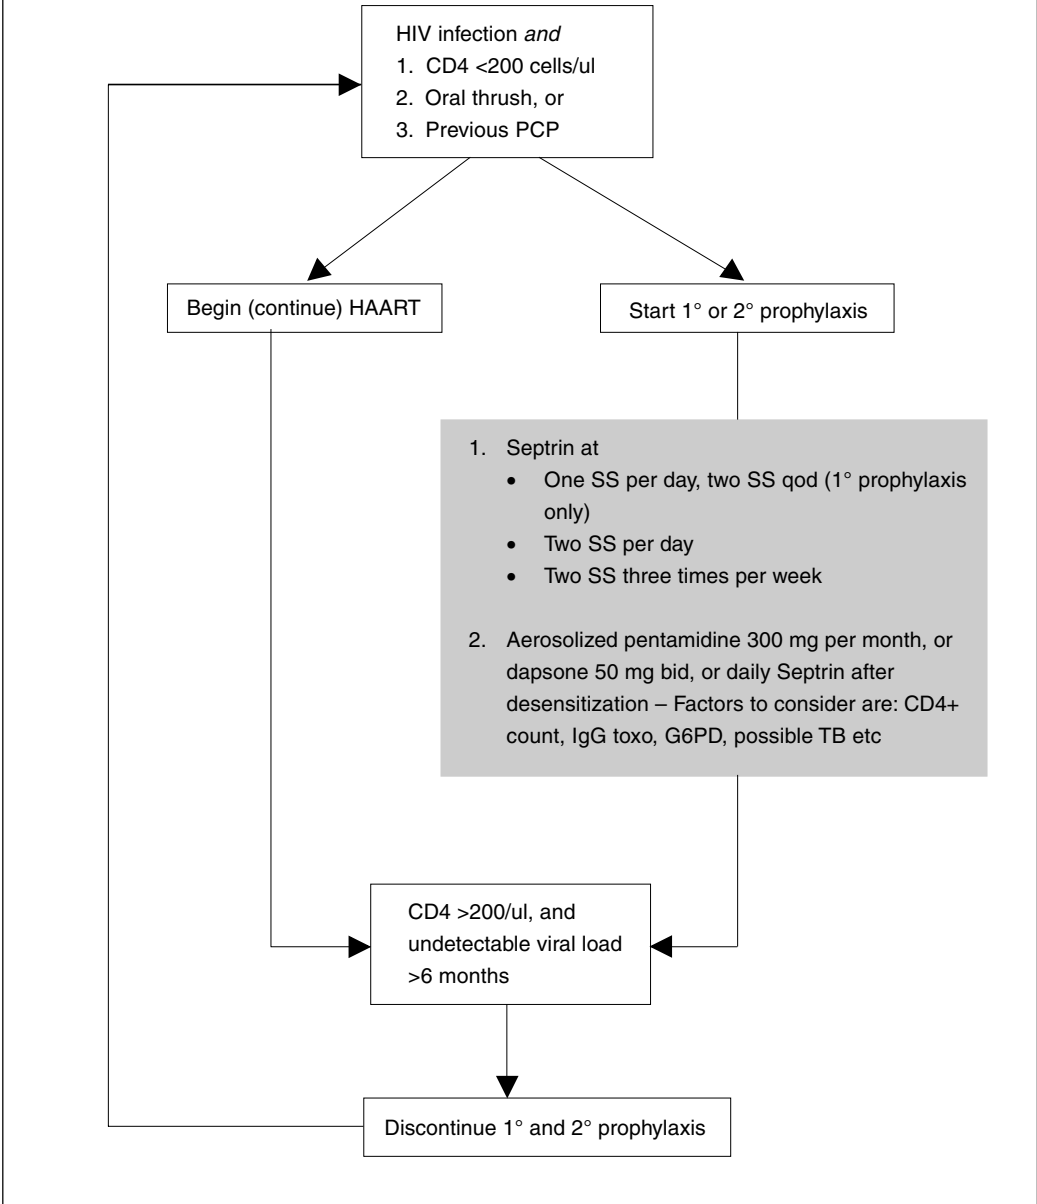 HIV infection and
1. CD4 <200 cells/ul
2. Oral thrush, or
3. Previous PCP
Begin (continue) HAART
Start 1° or 2° prophylaxis
1. Septrin at
• One SS per day, two SS qod (1° prophylaxis
only)
• Two SS per day
• Two SS three times per week
2. Aerosolized pentamidine 300 mg per month, or
dapsone 50 mg bid, or daily Septrin after
desensitization – Factors to consider are: CD4+
count, IgG toxo, G6PD, possible TB etc
CD4 >200/ul, and
undetectable viral load
>6 months
Discontinue 1° and 2° prophylaxis